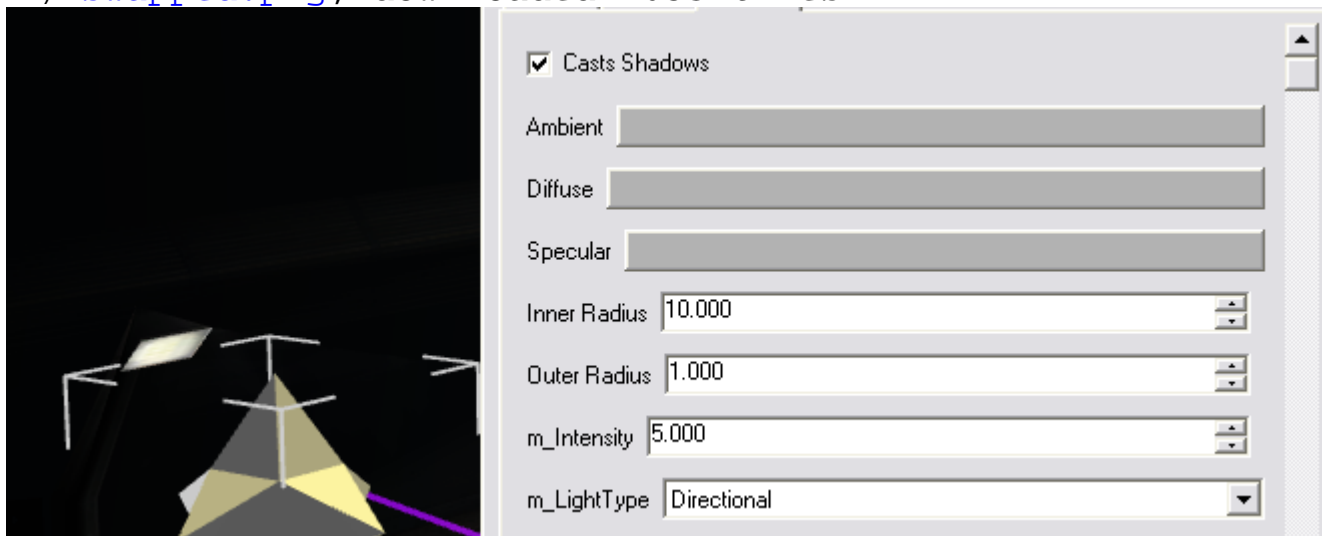 Casts Shadows
Ambient
Diffuse
Specular
Inner Radius 10.000
Outer Radius 1.000
m_Intensity 5.000
m_LightType Directional